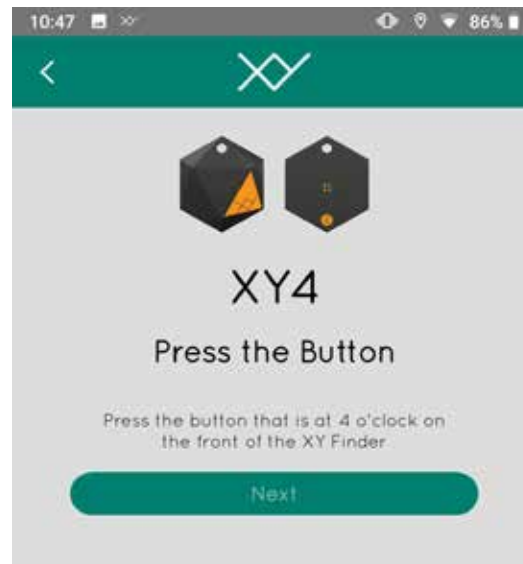 10:47
86%
XY
XY4
Press the Button
Press the button that is at 4 o'clock on
the front of the XY Finder
Next